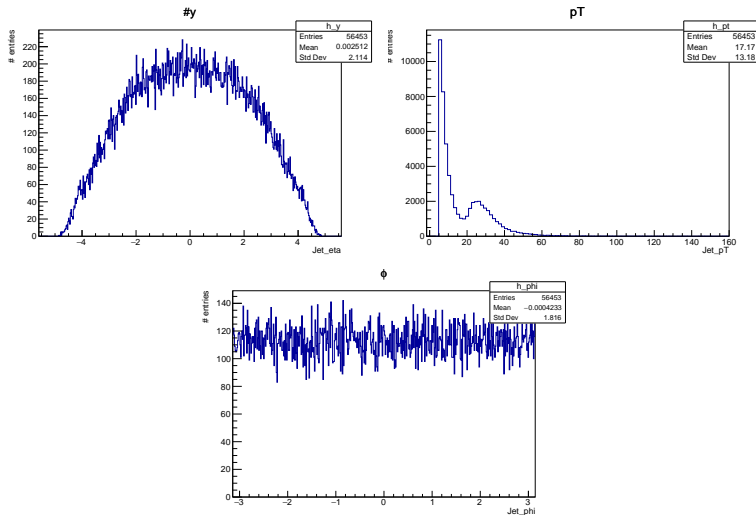 #y
h_y
Entries 56453
Mean 0.002512
Std Dev 2.114
# entries
220
200
180
160
140
120
100
80
60
40
20
0
−4 −2 0 2 4
Jet_eta
pT
h_pt
Entries 56453
Mean 17.17
Std Dev 13.18
# entries
10000
8000
6000
4000
2000
0
0 20 40 60 80 100 120 140 160
Jet_pT
ϕ
h_phi
Entries 56453
Mean −0.0004233
Std Dev 1.816
# entries
140
120
100
80
60
40
20
0
−3 −2 −1 0 1 2 3
Jet_phi